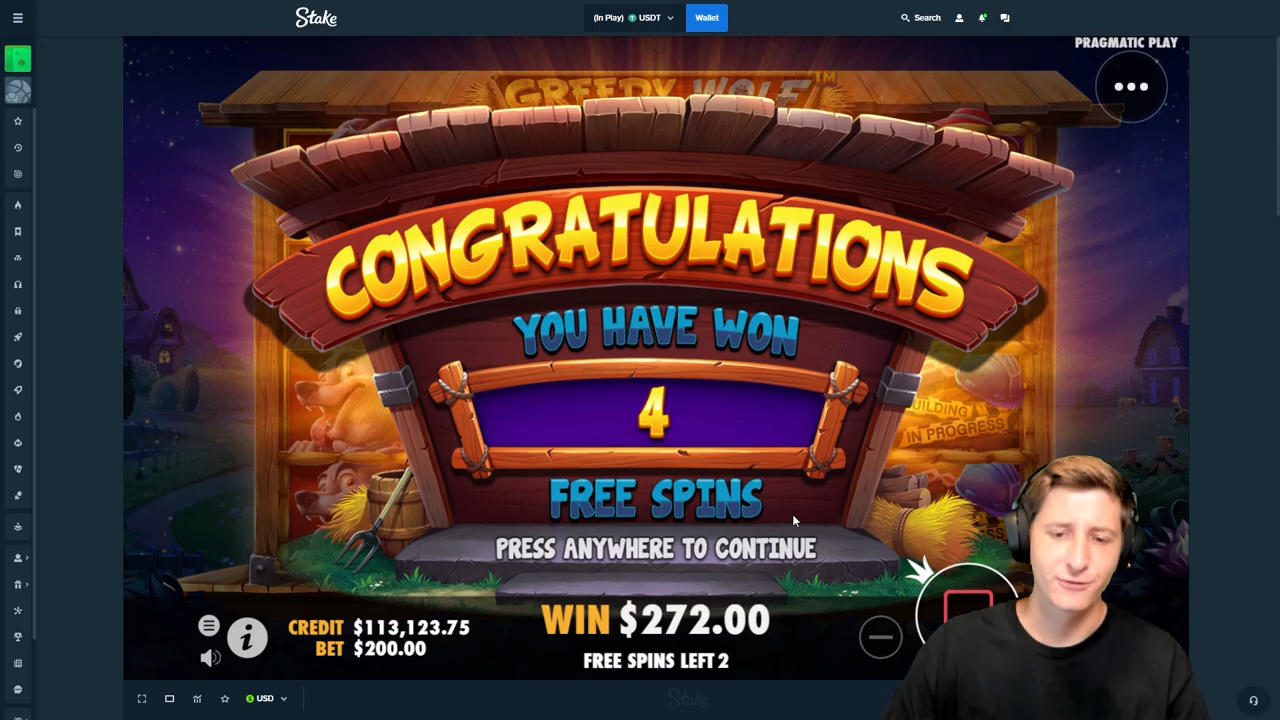 Stake
(In Play) USDT
Wallet
Search
PRAGMATIC PLAY
GREEDY WOLF™
CONGRATULATIONS
YOU HAVE WON
4
FREE SPINS
PRESS ANYWHERE TO CONTINUE
BUILDING
IN PROGRESS
CREDIT $113,123.75
BET $200.00
WIN $272.00
FREE SPINS LEFT 2
USD
Stake